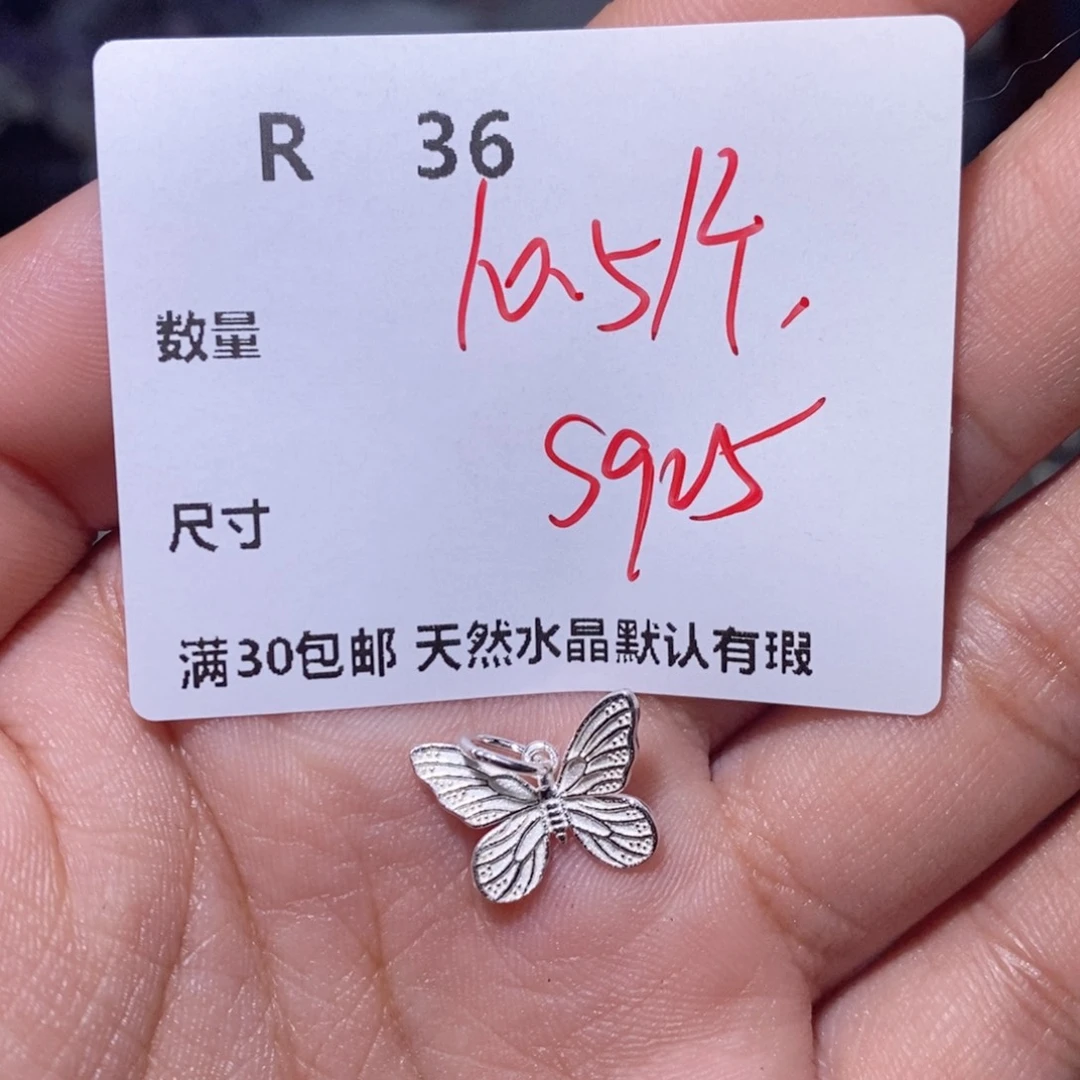 R 36
10.5/个.
数量
S925
尺寸
满30包邮 天然水晶默认有瑕